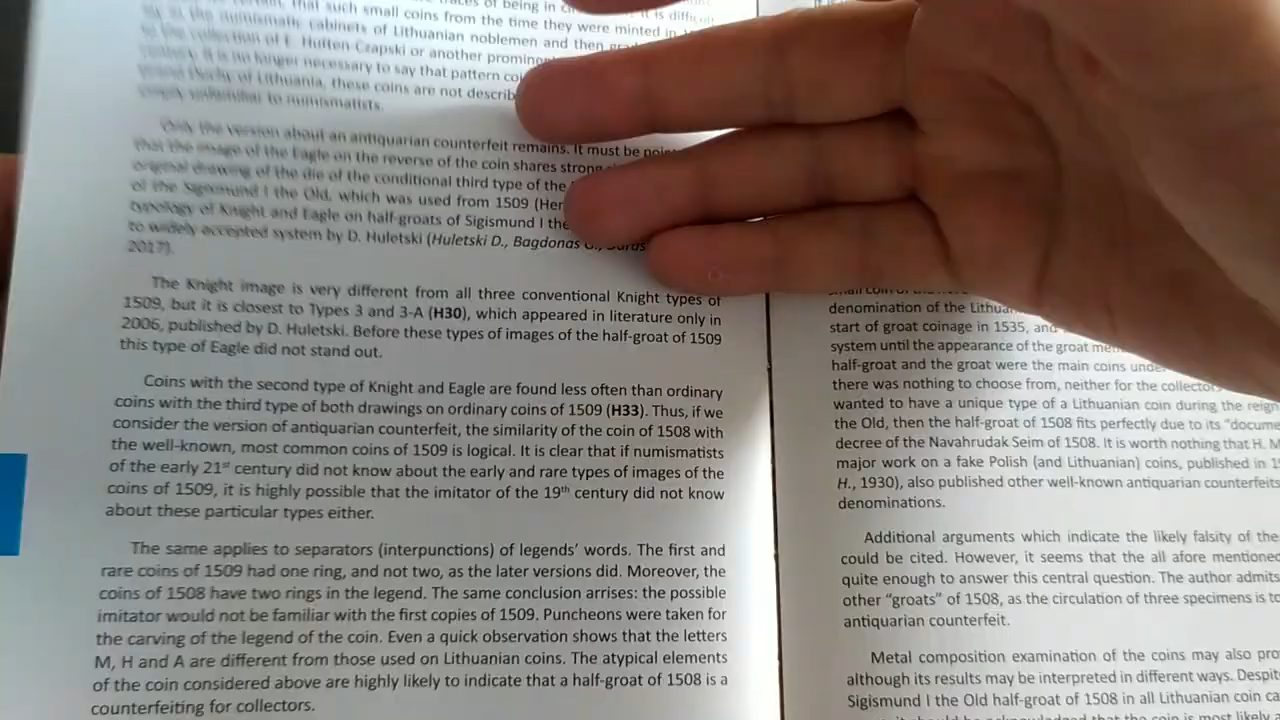 that such small coins from the time they were minted in
numismatic cabinets of Lithuanian noblemen and then
collection of E. Hutten Czapski or another
It is no longer necessary to say that pattern
Duchy of Lithuania, these coins are not
unfamiliar to numismatists.
Only the version about an antiquarian counterfeit remains. It must be
that the image of the Eagle on the reverse of the coin shares
original drawing of the die of the conditional third type of the
of the Sigismund I the Old, which was used from 1509
typology of Knight and Eagle on half-groats of Sigismund I the
to widely accepted system by D. Huletski (Huletski D., Bagdonas
2017).
The Knight image is very different from all three conventional Knight types of
1509, but it is closest to Types 3 and 3-A (H30), which appeared in literature only in
2006, published by D. Huletski. Before these types of images of the half-groat of 1509
this type of Eagle did not stand out.
Coins with the second type of Knight and Eagle are found less often than ordinary
coins with the third type of both drawings on ordinary coins of 1509 (H33). Thus, if we
consider the version of antiquarian counterfeit, the similarity of the coin of 1508 with
the well-known, most common coins of 1509 is logical. It is clear that if numismatists
of the early 21st century did not know about the early and rare types of images of the
coins of 1509, it is highly possible that the imitator of the 19th century did not know
about these particular types either.
The same applies to separators (interpunctions) of legends' words. The first and
rare coins of 1509 had one ring, and not two, as the later versions did. Moreover, the
coins of 1508 have two rings in the legend. The same conclusion arrises: the possible
imitator would not be familiar with the first copies of 1509. Puncheons were taken for
the carving of the legend of the coin. Even a quick observation shows that the letters
M, H and A are different from those used on Lithuanian coins. The atypical elements
of the coin considered above are highly likely to indicate that a half-groat of 1508 is a
counterfeiting for collectors.
denomination of the
start of groat coinage in 1535, and
system until the appearance of the groat
half-groat and the groat were the main coins
there was nothing to choose from, neither for the
wanted to have a unique type of a Lithuanian coin during the reign
the Old, then the half-groat of 1508 fits perfectly due to its
decree of the Navahrudak Seim of 1508. It is worth nothing that H. M
major work on a fake Polish (and Lithuanian) coins, published in
H., 1930), also published other well-known antiquarian counterfeits
denominations.
Additional arguments which indicate the likely falsity of the
could be cited. However, it seems that the all afore
quite enough to answer this central question. The author admits
other "groats" of 1508, as the circulation of three specimens is
antiquarian counterfeit.
Metal composition examination of the coins may also
although its results may be interpreted in different ways.
Sigismund I the Old half-groat of 1508 in all Lithuanian coin
that the coin is most likely